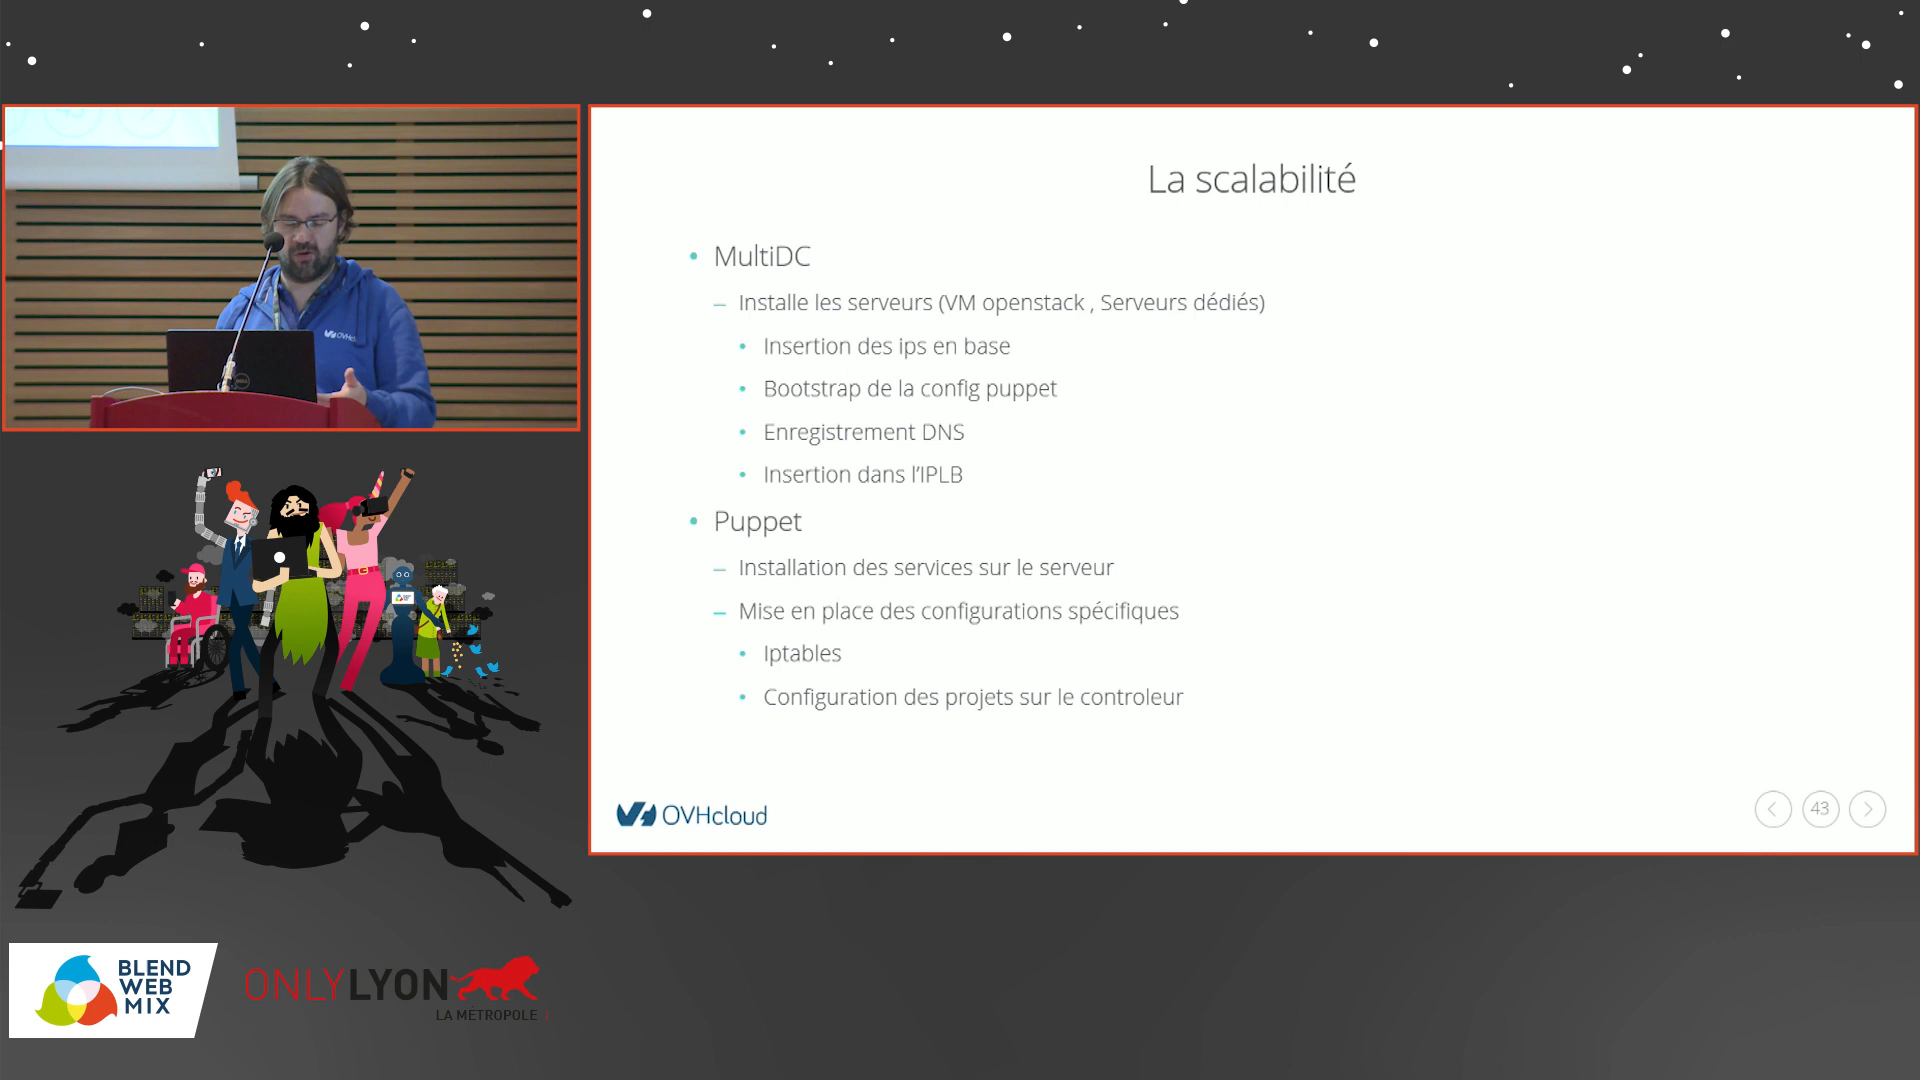 La scalabilité
MultiDC
Installe les serveurs (VM openstack , Serveurs dédiés)
Insertion des ips en base
Bootstrap de la config puppet
Enregistrement DNS
Insertion dans l'IPLB
Puppet
Installation des services sur le serveur
Mise en place des configurations spécifiques
Iptables
Configuration des projets sur le controleur
OVHcloud
43
BLEND
WEB
MIX
ONLYLYON
LA MÉTROPOLE